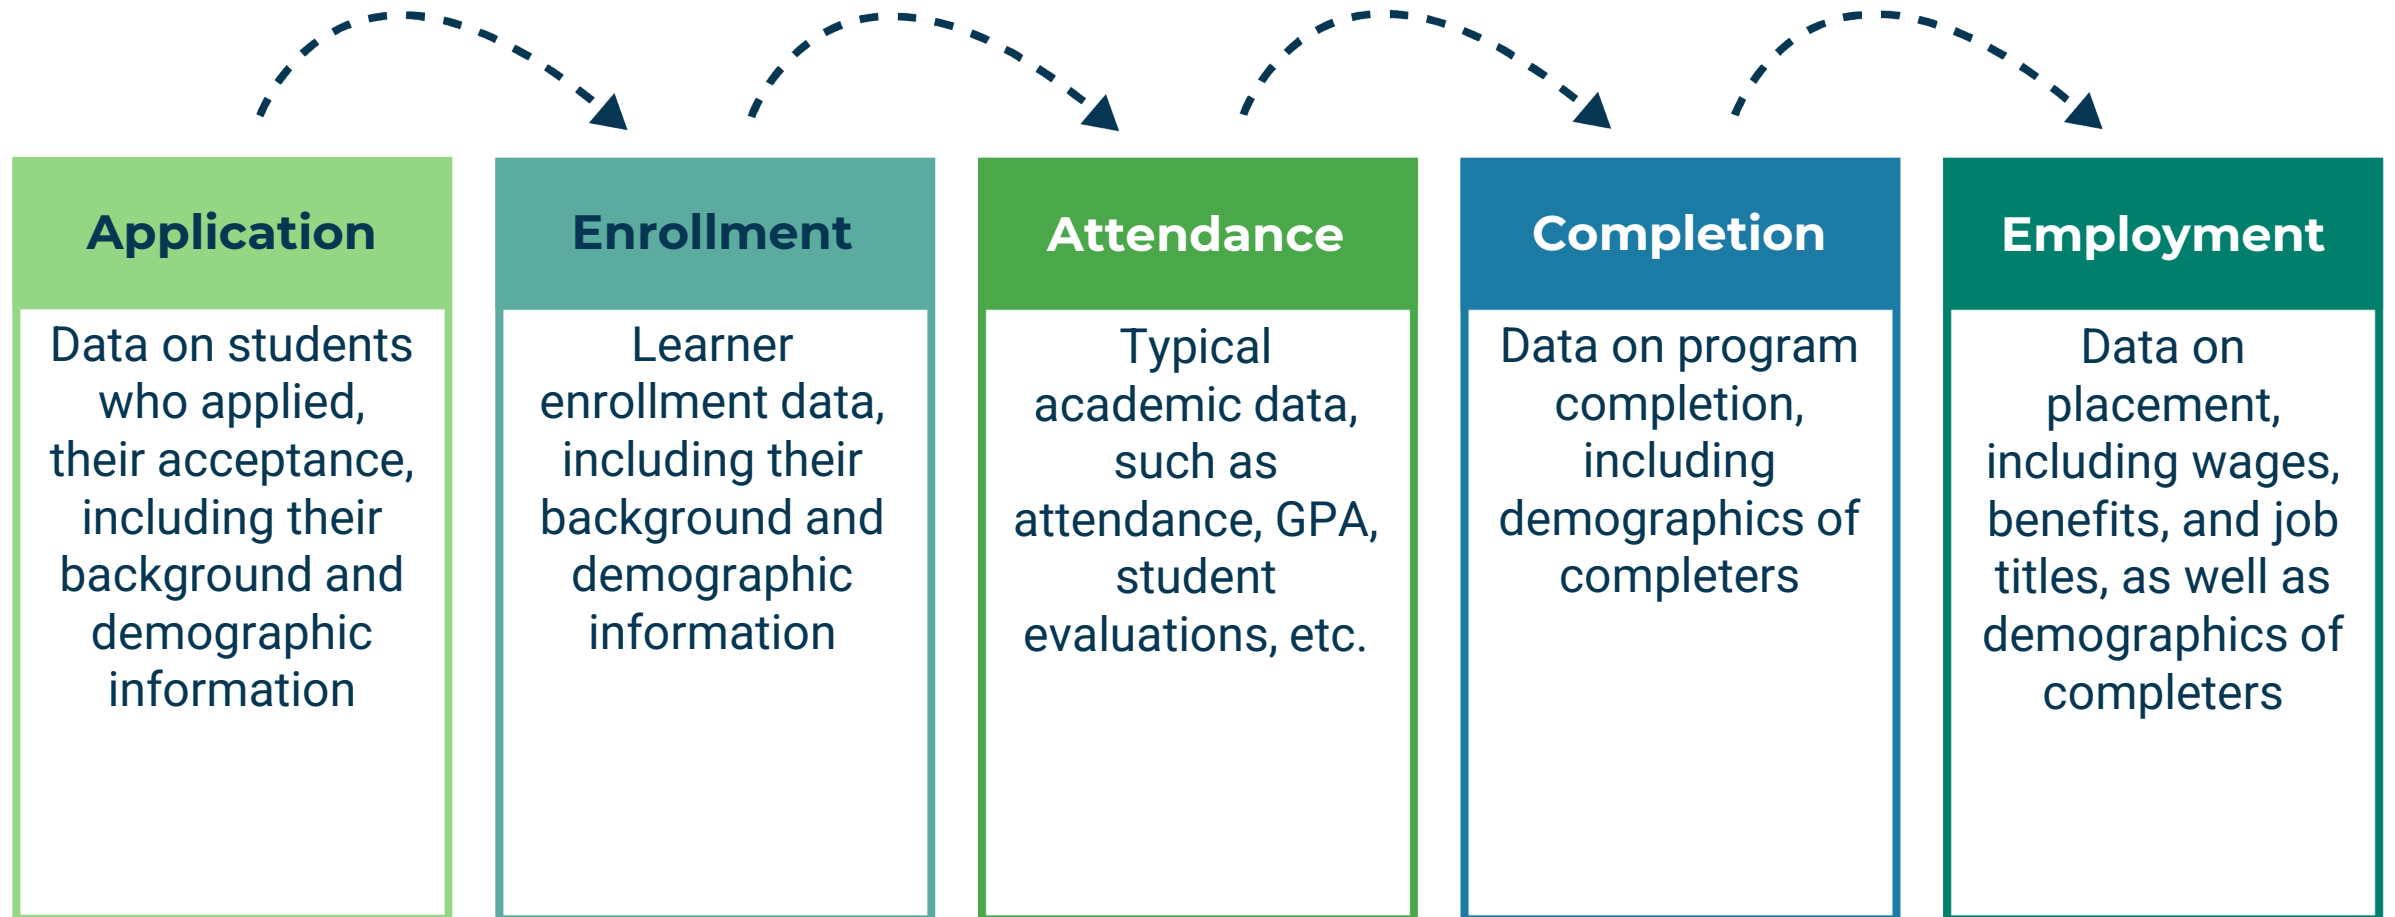 Application
Data on students
who applied,
their acceptance,
including their
background and
demographic
information
Enrollment
Learner
enrollment data,
including their
background and
demographic
information
Attendance
Typical
academic data,
such as
attendance, GPA,
student
evaluations, etc.
Completion
Data on program
completion,
including
demographics of
completers
Employment
Data on
placement,
including wages,
benefits, and job
titles, as well as
demographics of
completers